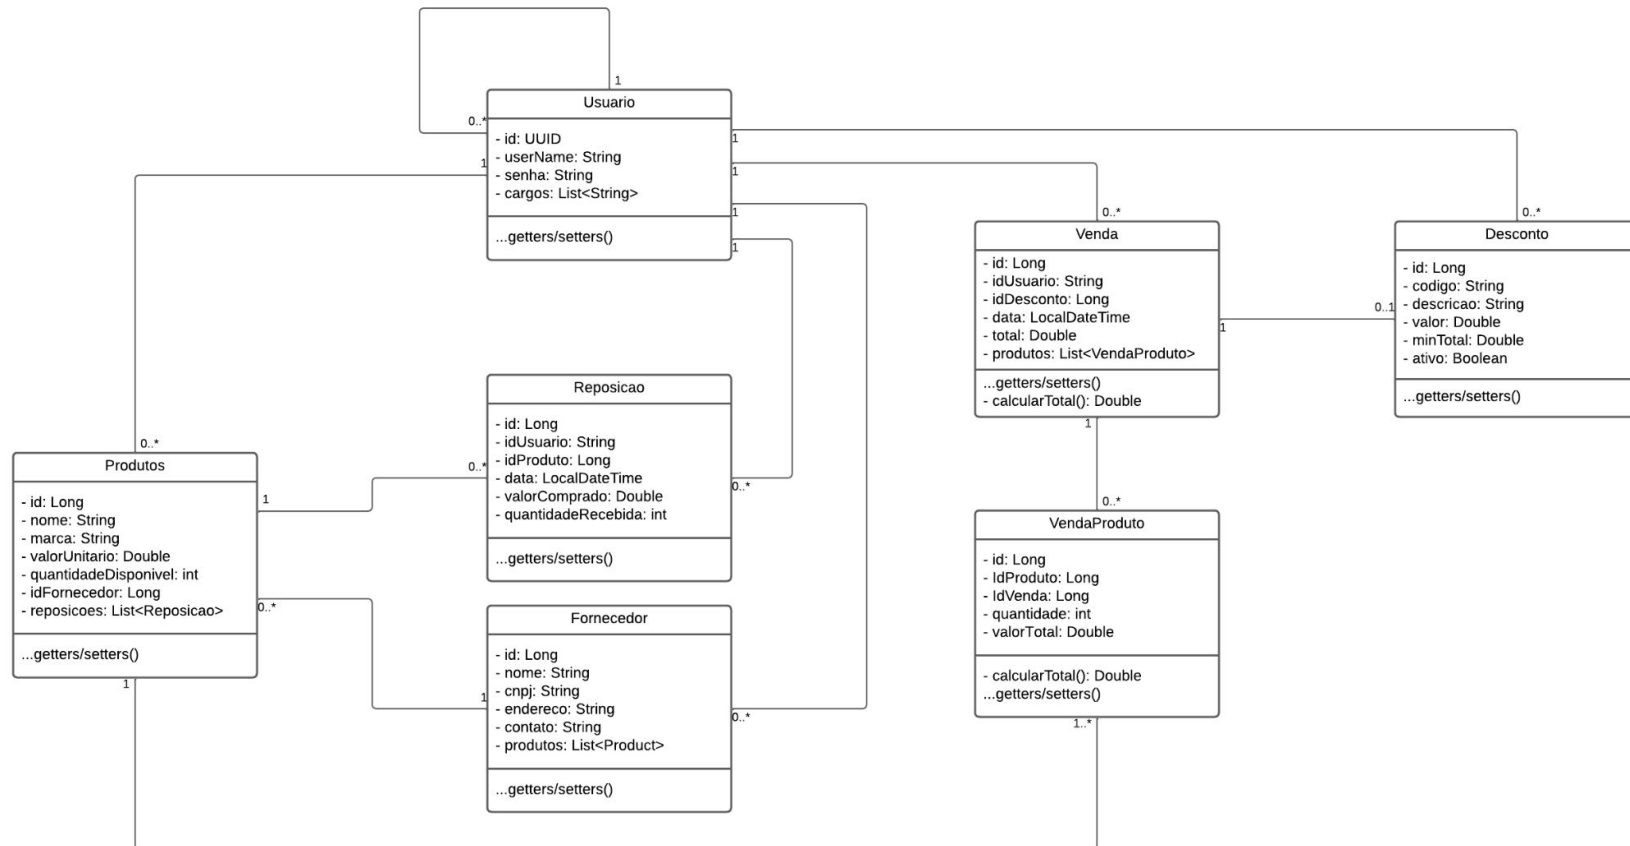 1
Usuario
0..*
- id: UUID
- userName: String
- senha: String
- cargos: List<String>
...getters/setters()
1
1
1
1
1
0..*
0..*
Venda
- id: Long
- idUsuario: String
- idDesconto: Long
- data: LocalDateTime
- total: Double
- produtos: List<VendaProduto>
...getters/setters()
- calcularTotal(): Double
1
0..1
1
Desconto
- id: Long
- codigo: String
- descricao: String
- valor: Double
- minTotal: Double
- ativo: Boolean
...getters/setters()
Reposicao
- id: Long
- idUsuario: String
- idProduto: Long
- data: LocalDateTime
- valorComprado: Double
- quantidadeRecebida: int
...getters/setters()
0..*
0..*
0..*
Produtos
- id: Long
- nome: String
- marca: String
- valorUnitario: Double
- quantidadeDisponivel: int
- idFornecedor: Long
- reposicoes: List<Reposicao>
...getters/setters()
1
0..*
1
Fornecedor
- id: Long
- nome: String
- cnpj: String
- endereco: String
- contato: String
- produtos: List<Product>
...getters/setters()
1
0..*
0..*
VendaProduto
- id: Long
- IdProduto: Long
- IdVenda: Long
- quantidade: int
- valorTotal: Double
- calcularTotal(): Double
...getters/setters()
1..*